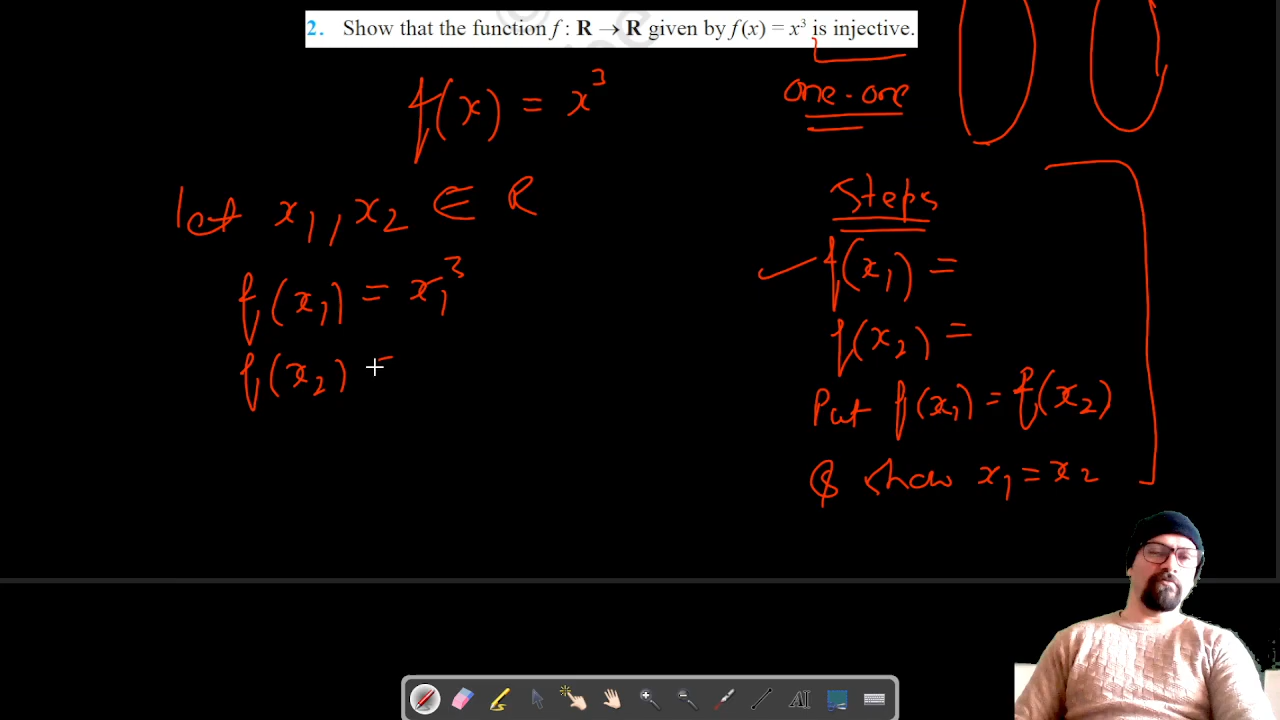 2. Show that the function f : R → R given by f(x) = x³ is injective.
f(x) = x³
one-one
let x₁, x₂ ∈ R
f(x₁) = x₁³
f(x₂) =
Steps
f(x₁) =
f(x₂) =
Put f(x₁) = f(x₂)
& show x₁ = x₂
AI